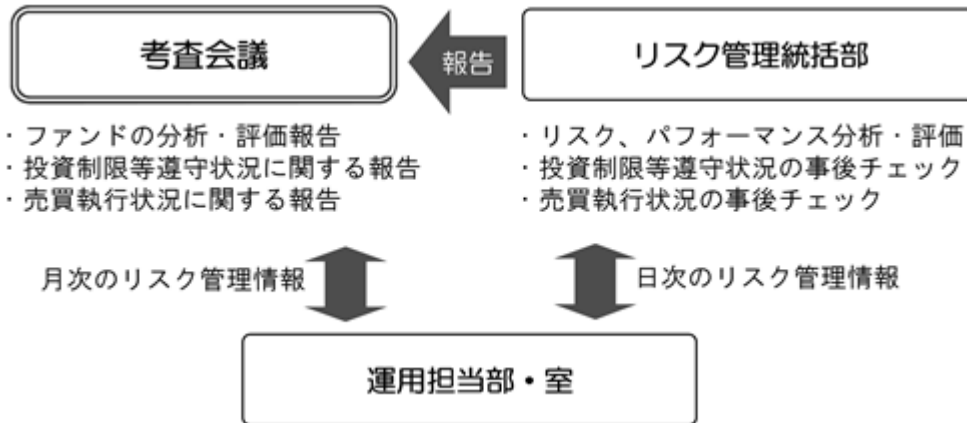 考査会議
報告
リスク管理統括部
・ファンドの分析・評価報告
・投資制限等遵守状況に関する報告
・売買執行状況に関する報告
・リスク、パフォーマンス分析・評価
・投資制限等遵守状況の事後チェック
・売買執行状況の事後チェック
月次のリスク管理情報
日次のリスク管理情報
運用担当部・室